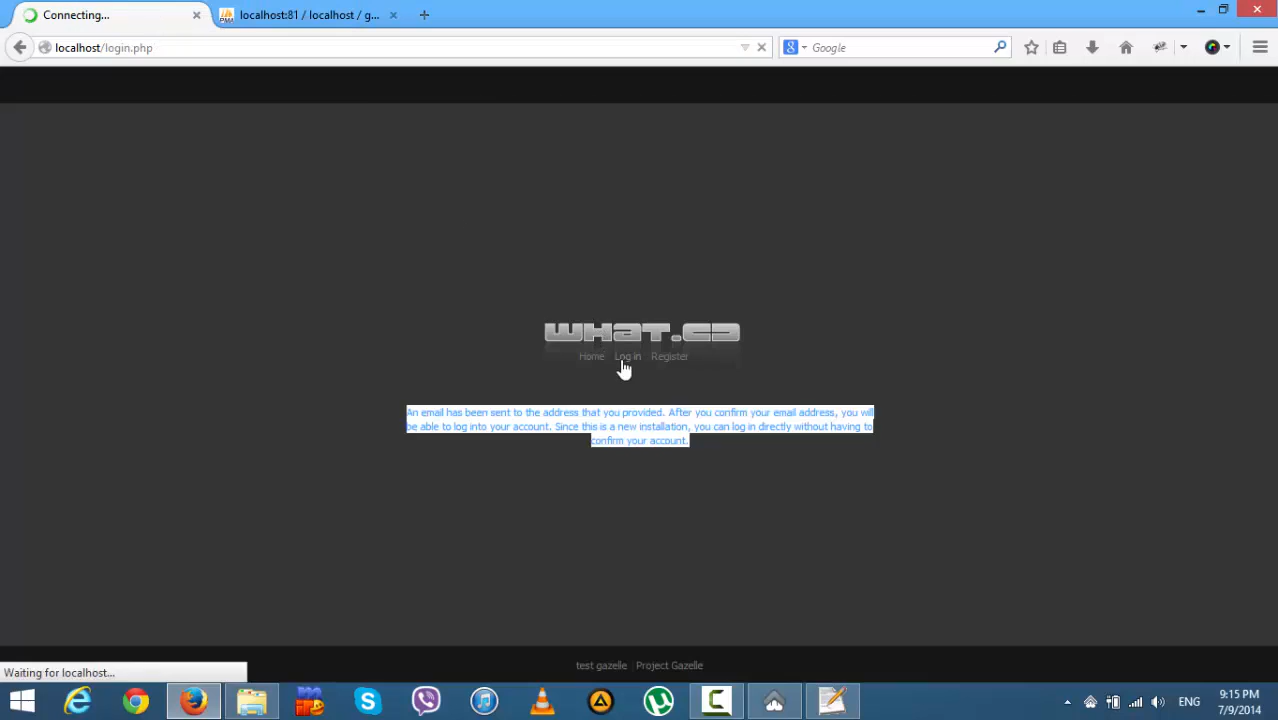 Connecting...
localhost:81 / localhost / g...
localhost/login.php
Google
WHAT.CD
Home Log in Register
An email has been sent to the address that you provided. After you confirm your email address, you will
be able to log into your account. Since this is a new installation, you can log in directly without having to
confirm your account.
test gazelle Project Gazelle
Waiting for localhost...
ENG
9:15 PM
7/9/2014